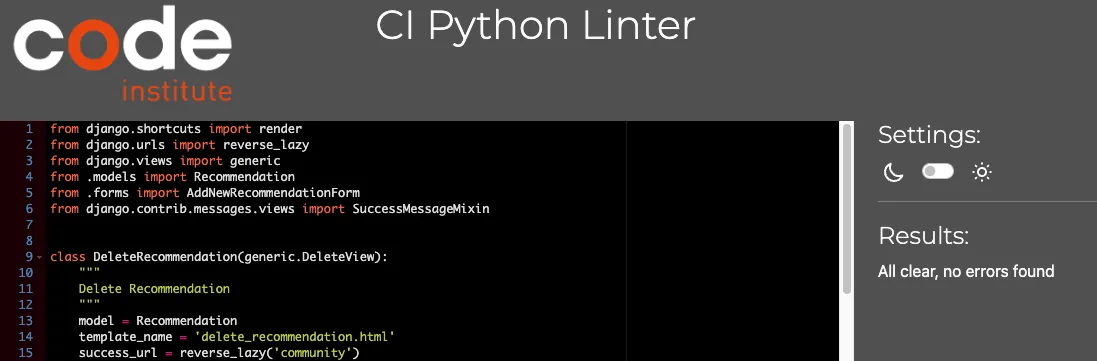 code
institute
CI Python Linter
1 from django.shortcuts import render
2 from django.urls import reverse_lazy
3 from django.views import generic
4 from .models import Recommendation
5 from .forms import AddNewRecommendationForm
6 from django.contrib.messages.views import SuccessMessageMixin
7
8
9 class DeleteRecommendation(generic.DeleteView):
10     """
11     Delete Recommendation
12     """
13     model = Recommendation
14     template_name = 'delete_recommendation.html'
15     success_url = reverse_lazy('community')
Settings:
Results:
All clear, no errors found